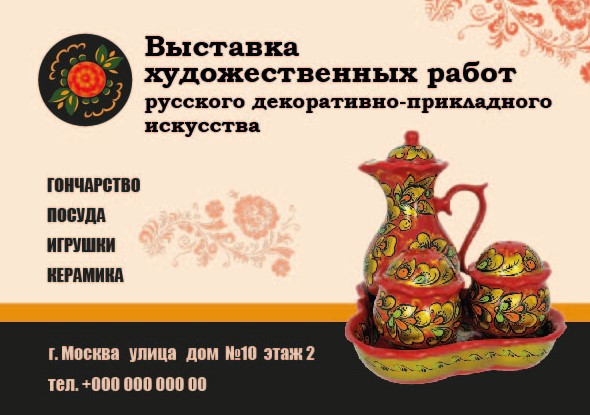 Выставка
художественных работ
русского декоративно-прикладного
искусства
ГОНЧАРСТВО
ПОСУДА
ИГРУШКИ
КЕРАМИКА
г. Москва улица дом №10 этаж 2
тел. +000 000 000 00